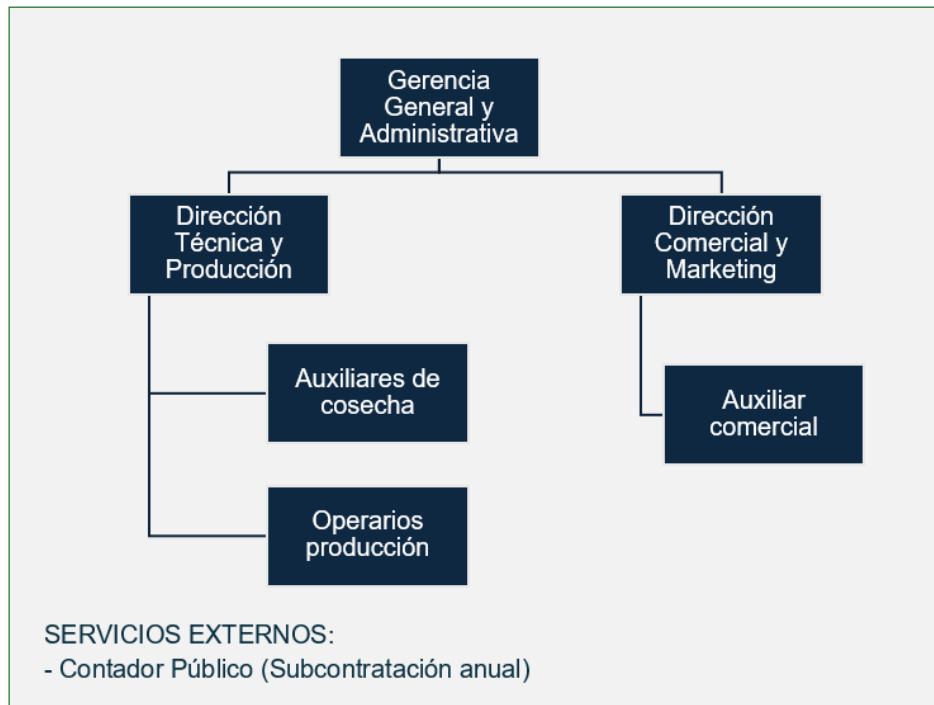 Gerencia
General y
Administrativa
Dirección
Técnica y
Producción
Dirección
Comercial y
Marketing
Auxiliares de
cosecha
Auxiliar
comercial
Operarios
producción
SERVICIOS EXTERNOS:
- Contador Público (Subcontratación anual)